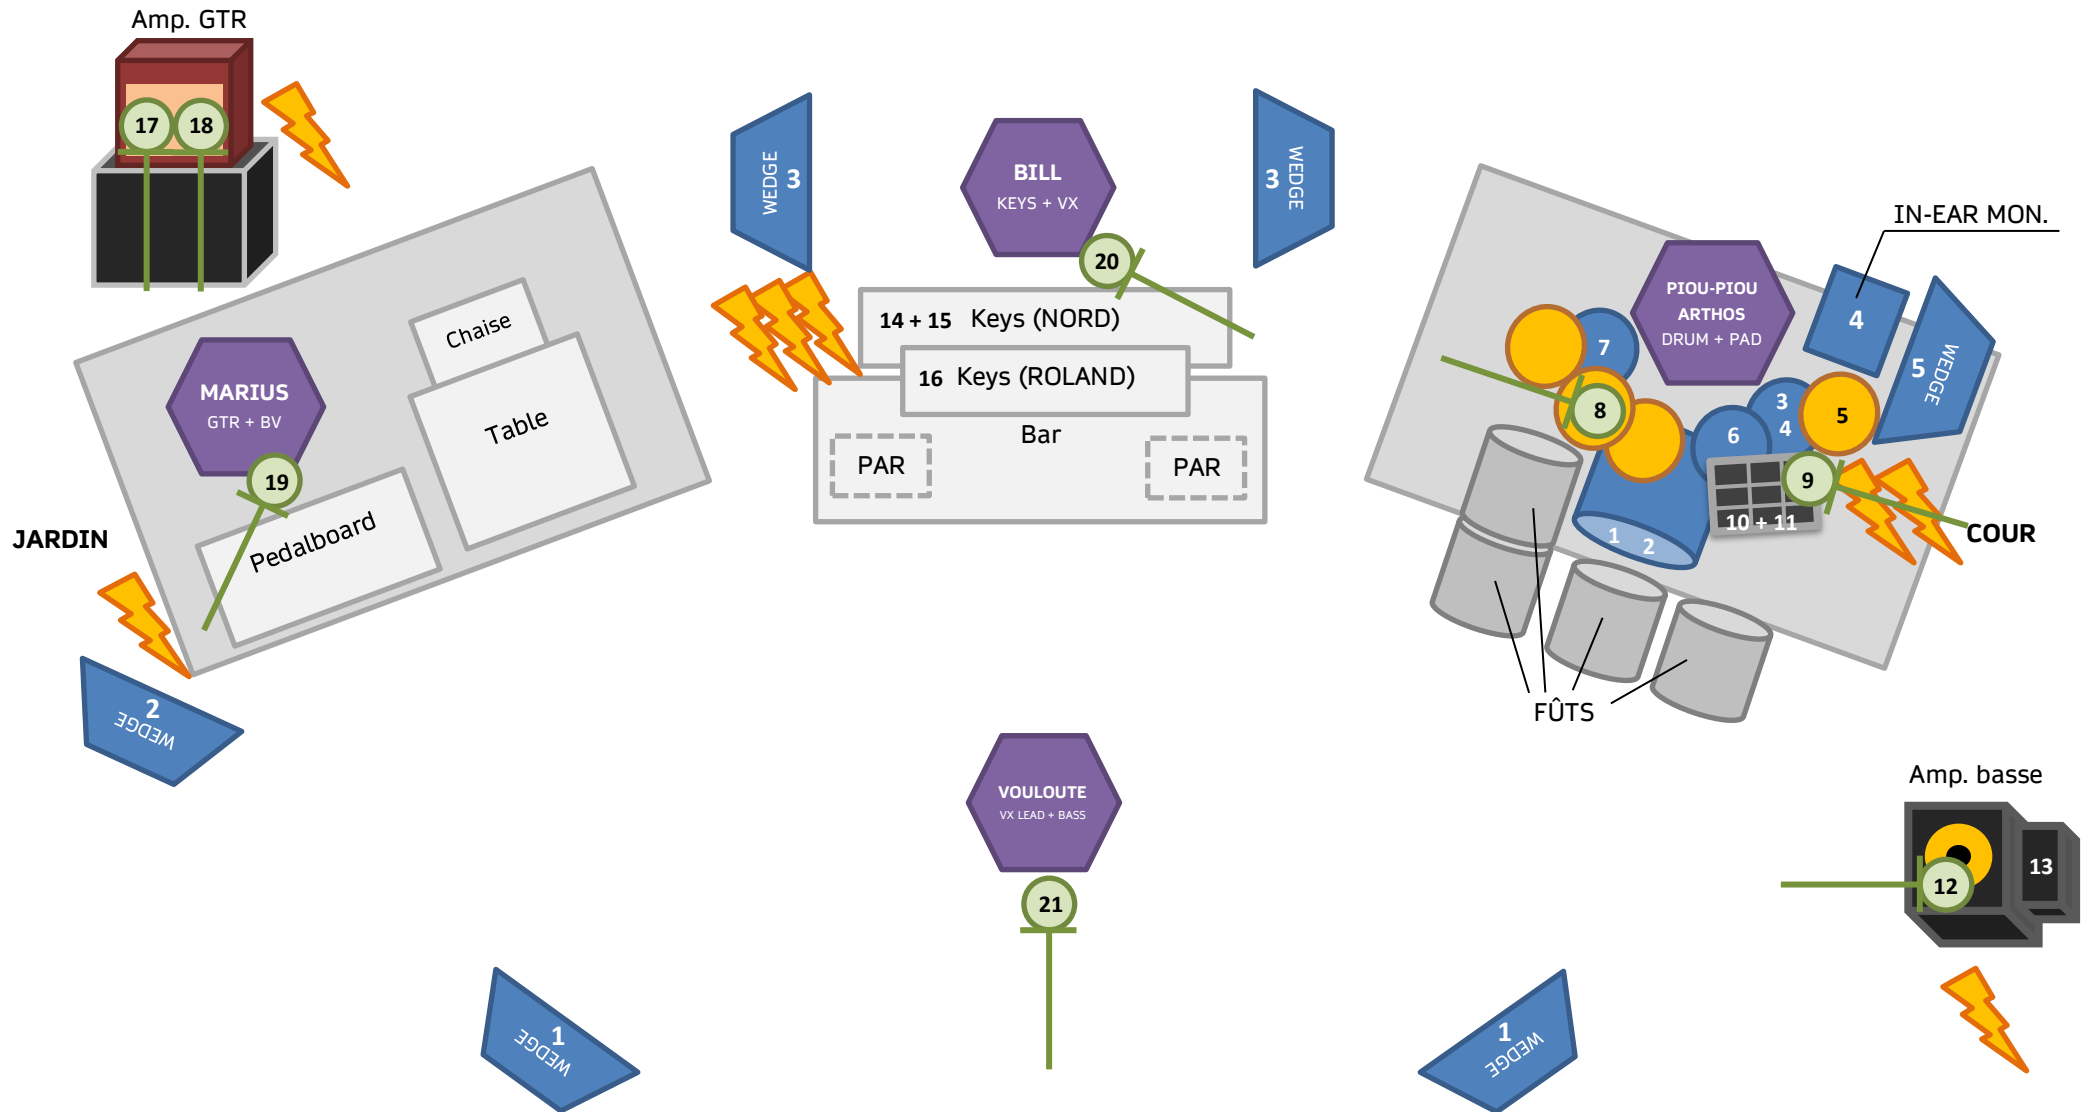 Amp. GTR
17 18
WEDGE 3
BILL
KEYS + VX
3 WEDGE
20
IN-EAR MON.
PIOU-PIOU
ARTHOS
DRUM + PAD
4
5 WEDGE
14 + 15 Keys (NORD)
16 Keys (ROLAND)
Bar
PAR
PAR
Chaise
Table
MARIUS
GTR + BV
19
Pedalboard
JARDIN
2
WEDGE
7
8
3
4
5
6
9
10 + 11
1 2
COUR
FÛTS
VOULOUTE
VX LEAD + BASS
21
Amp. basse
12
13
1
WEDGE
1
WEDGE